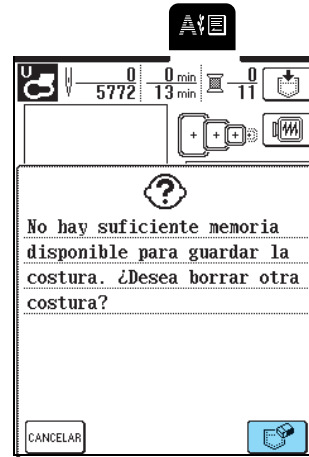 A
U
0
5772
0 min
13 min
0
11
No hay suficiente memoria
disponible para guardar la
costura. ¿Desea borrar otra
costura?
CANCELAR